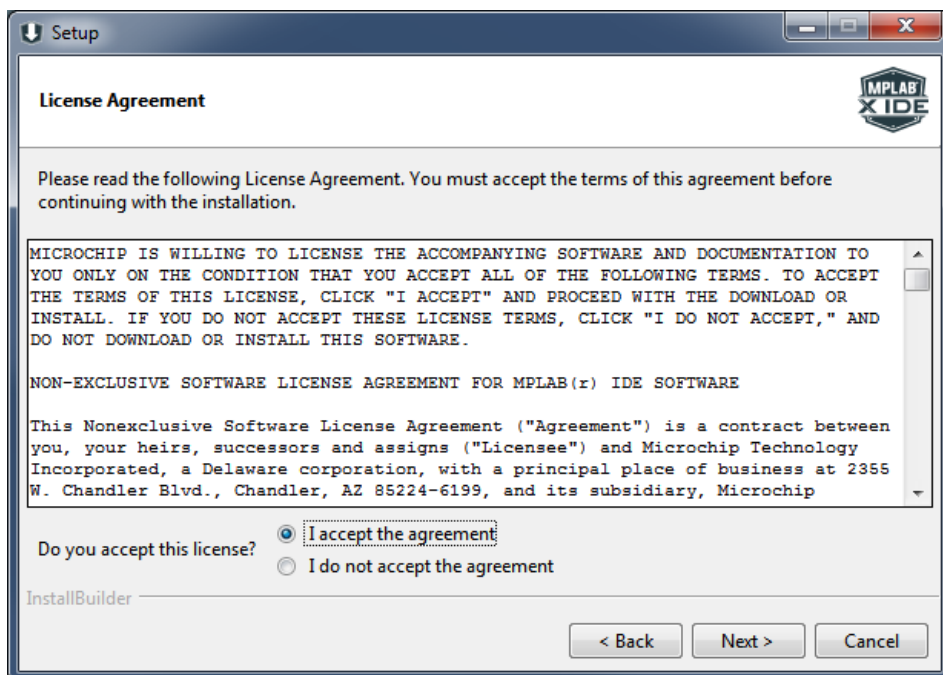 Setup
License Agreement
MPLAB
X IDE
Please read the following License Agreement. You must accept the terms of this agreement before
continuing with the installation.
MICROCHIP IS WILLING TO LICENSE THE ACCOMPANYING SOFTWARE AND DOCUMENTATION TO
YOU ONLY ON THE CONDITION THAT YOU ACCEPT ALL OF THE FOLLOWING TERMS. TO ACCEPT
THE TERMS OF THIS LICENSE, CLICK "I ACCEPT" AND PROCEED WITH THE DOWNLOAD OR
INSTALL. IF YOU DO NOT ACCEPT THESE LICENSE TERMS, CLICK "I DO NOT ACCEPT," AND
DO NOT DOWNLOAD OR INSTALL THIS SOFTWARE.
NON-EXCLUSIVE SOFTWARE LICENSE AGREEMENT FOR MPLAB(r) IDE SOFTWARE
This Nonexclusive Software License Agreement ("Agreement") is a contract between
you, your heirs, successors and assigns ("Licensee") and Microchip Technology
Incorporated, a Delaware corporation, with a principal place of business at 2355
W. Chandler Blvd., Chandler, AZ 85224-6199, and its subsidiary, Microchip
Do you accept this license?
I accept the agreement
I do not accept the agreement
InstallBuilder
< Back
Next >
Cancel